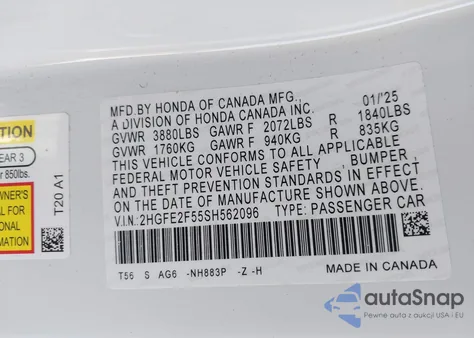 MFD.BY HONDA OF CANADA MFG.,
A DIVISION OF HONDA CANADA INC. 01/'25
GVWR 3880LBS GAWR F 2072LBS R 1840LBS
GVWR 1760KG GAWR F 940KG R 835KG
THIS VEHICLE CONFORMS TO ALL APPLICABLE
FEDERAL MOTOR VEHICLE SAFETY, BUMPER,
AND THEFT PREVENTION STANDARDS IN EFFECT
ON THE DATE OF MANUFACTURE SHOWN ABOVE.
V.I.N:2HGFE2F55SH562096 TYPE: PASSENGER CAR
T56 S AG6 -NH883P -Z -H
MADE IN CANADA
TION
EAR 3
850lbs.
WNER'S
AL FOR
TIONAL
T20 A1
autoSnap
Pewne auta z aukcji USA i EU